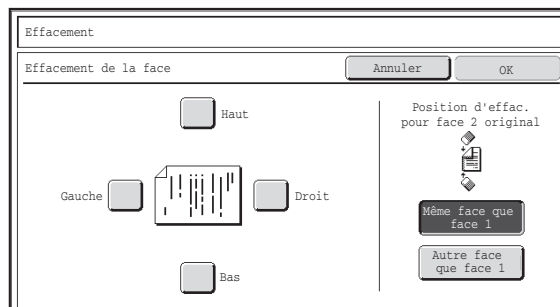 Effacement
Effacement de la face
Annuler
OK
Haut
Gauche
Droit
Bas
Position d'effac.
pour face 2 original
Même face que
face 1
Autre face
que face 1